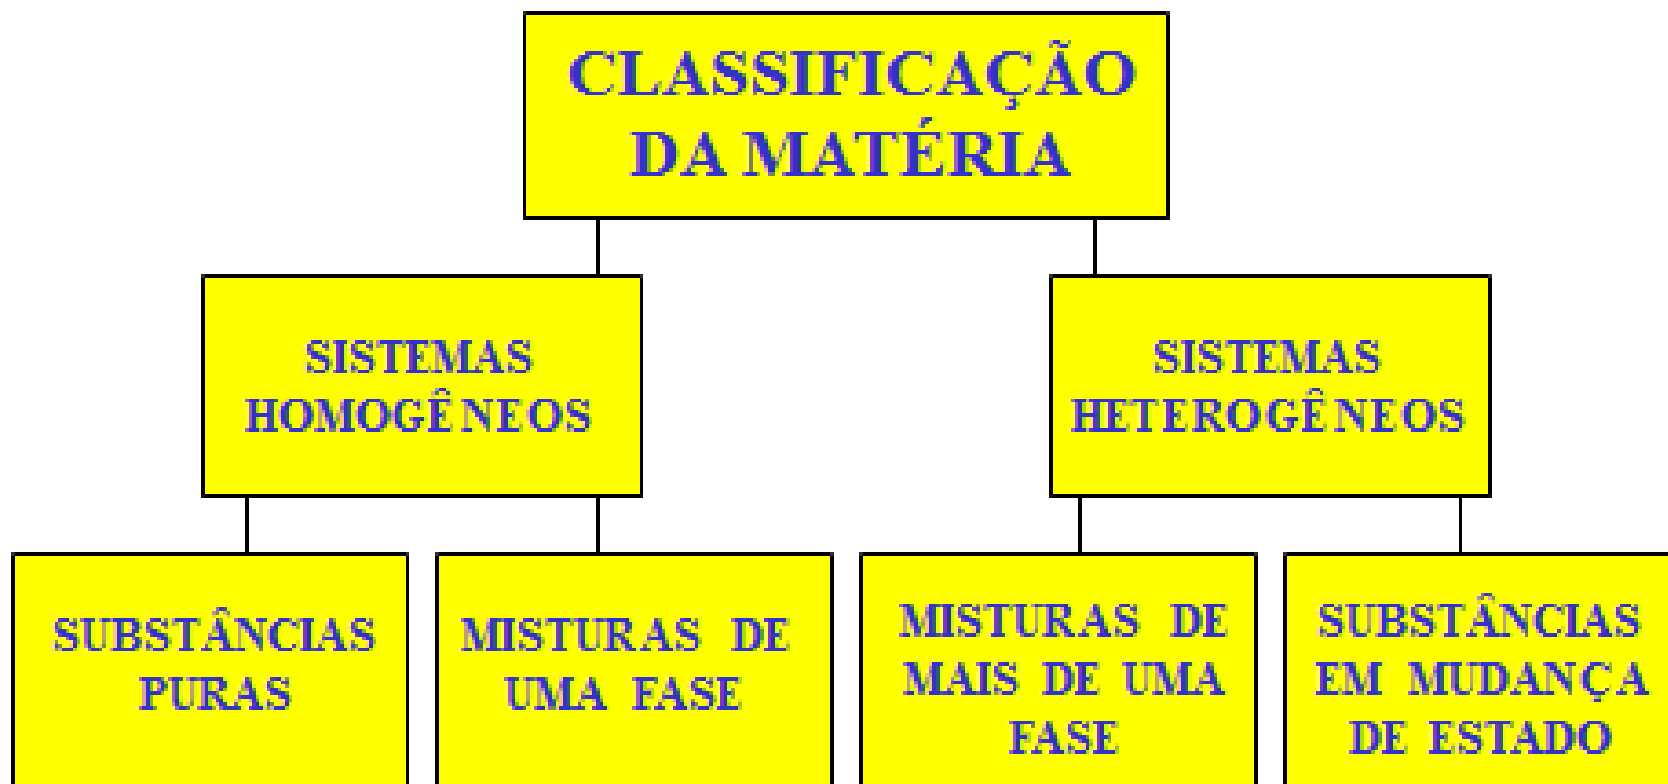 CLASSIFICAÇÃO
DA MATÉRIA
SISTEMAS
HOMOGÊNEOS
SISTEMAS
HETEROGÊNEOS
SUBSTÂNCIAS
PURAS
MISTURAS DE
UMA FASE
MISTURAS DE
MAIS DE UMA
FASE
SUBSTÂNCIAS
EM MUDANÇA
DE ESTADO